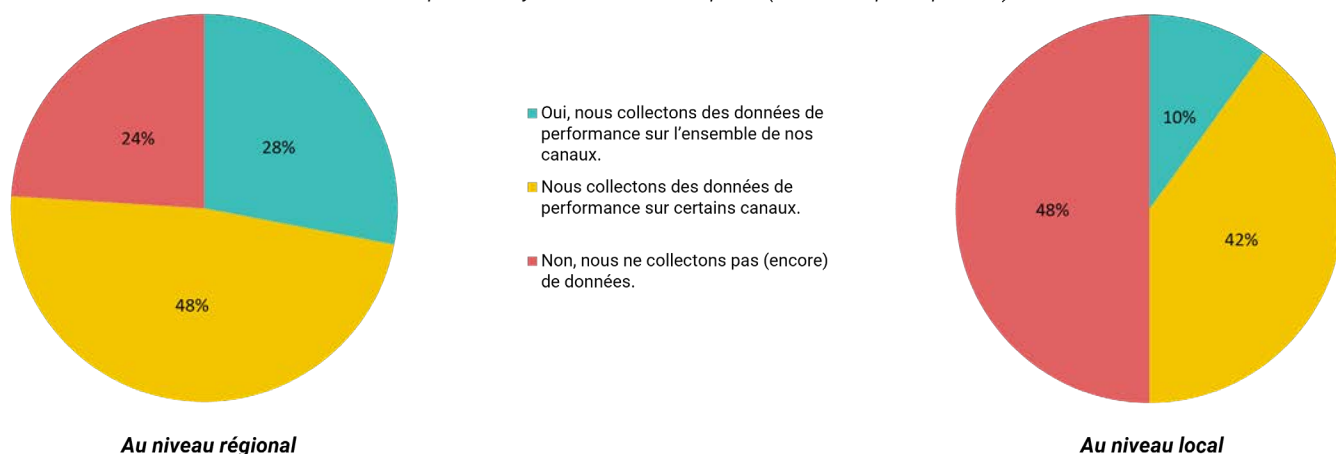 24%
28%
48%
Oui, nous collectons des données de
performance sur l'ensemble de nos
canaux.
Nous collectons des données de
performance sur certains canaux.
Non, nous ne collectons pas (encore)
de données.
10%
48%
42%
Au niveau régional
Au niveau local